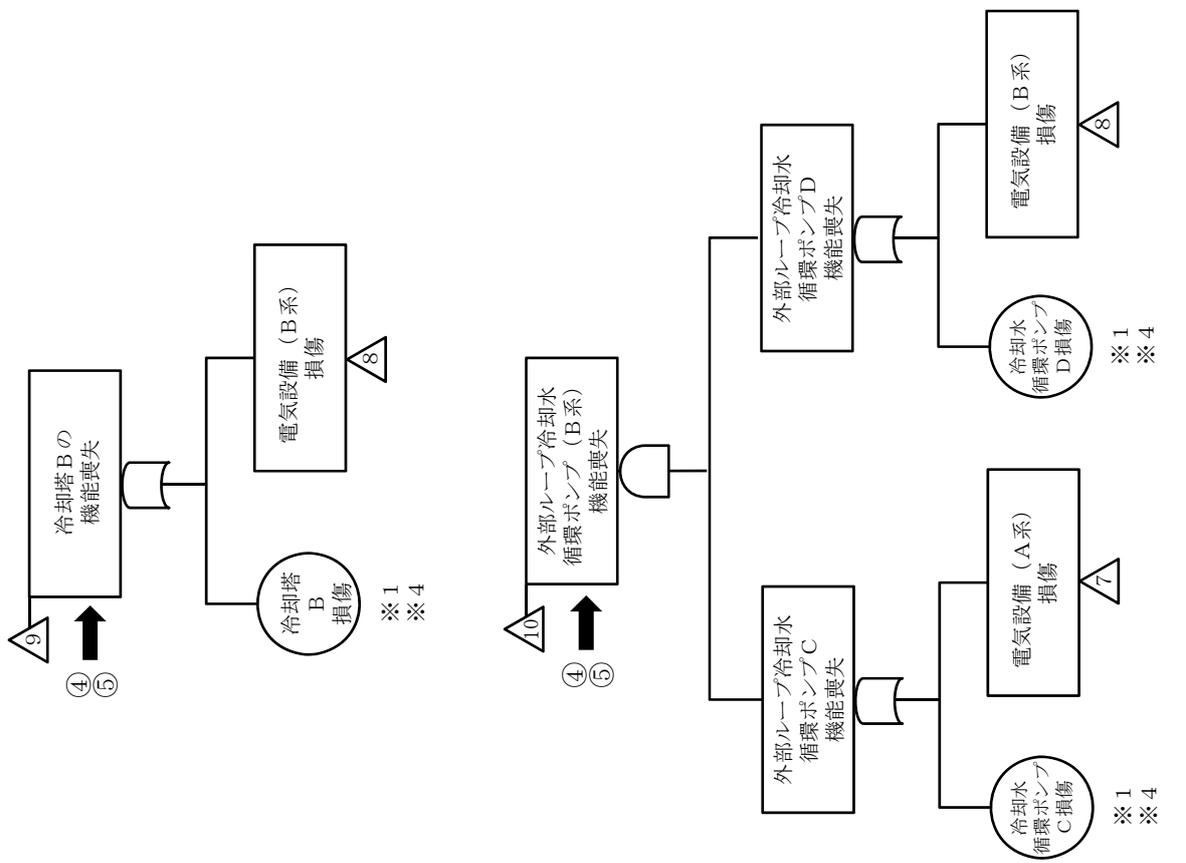 9
④
⑤
冷却塔Bの
機能喪失
冷却塔
B
損傷
※1
※4
電気設備（B系）
損傷
8
10
④
⑤
外部ループ冷却水
循環ポンプ（B系）
機能喪失
外部ループ冷却水
循環ポンプC
機能喪失
冷却水
循環ポンプ
C損傷
※1
※4
電気設備（A系）
損傷
7
外部ループ冷却水
循環ポンプD
機能喪失
冷却水
循環ポンプ
D損傷
※1
※4
電気設備（B系）
損傷
8